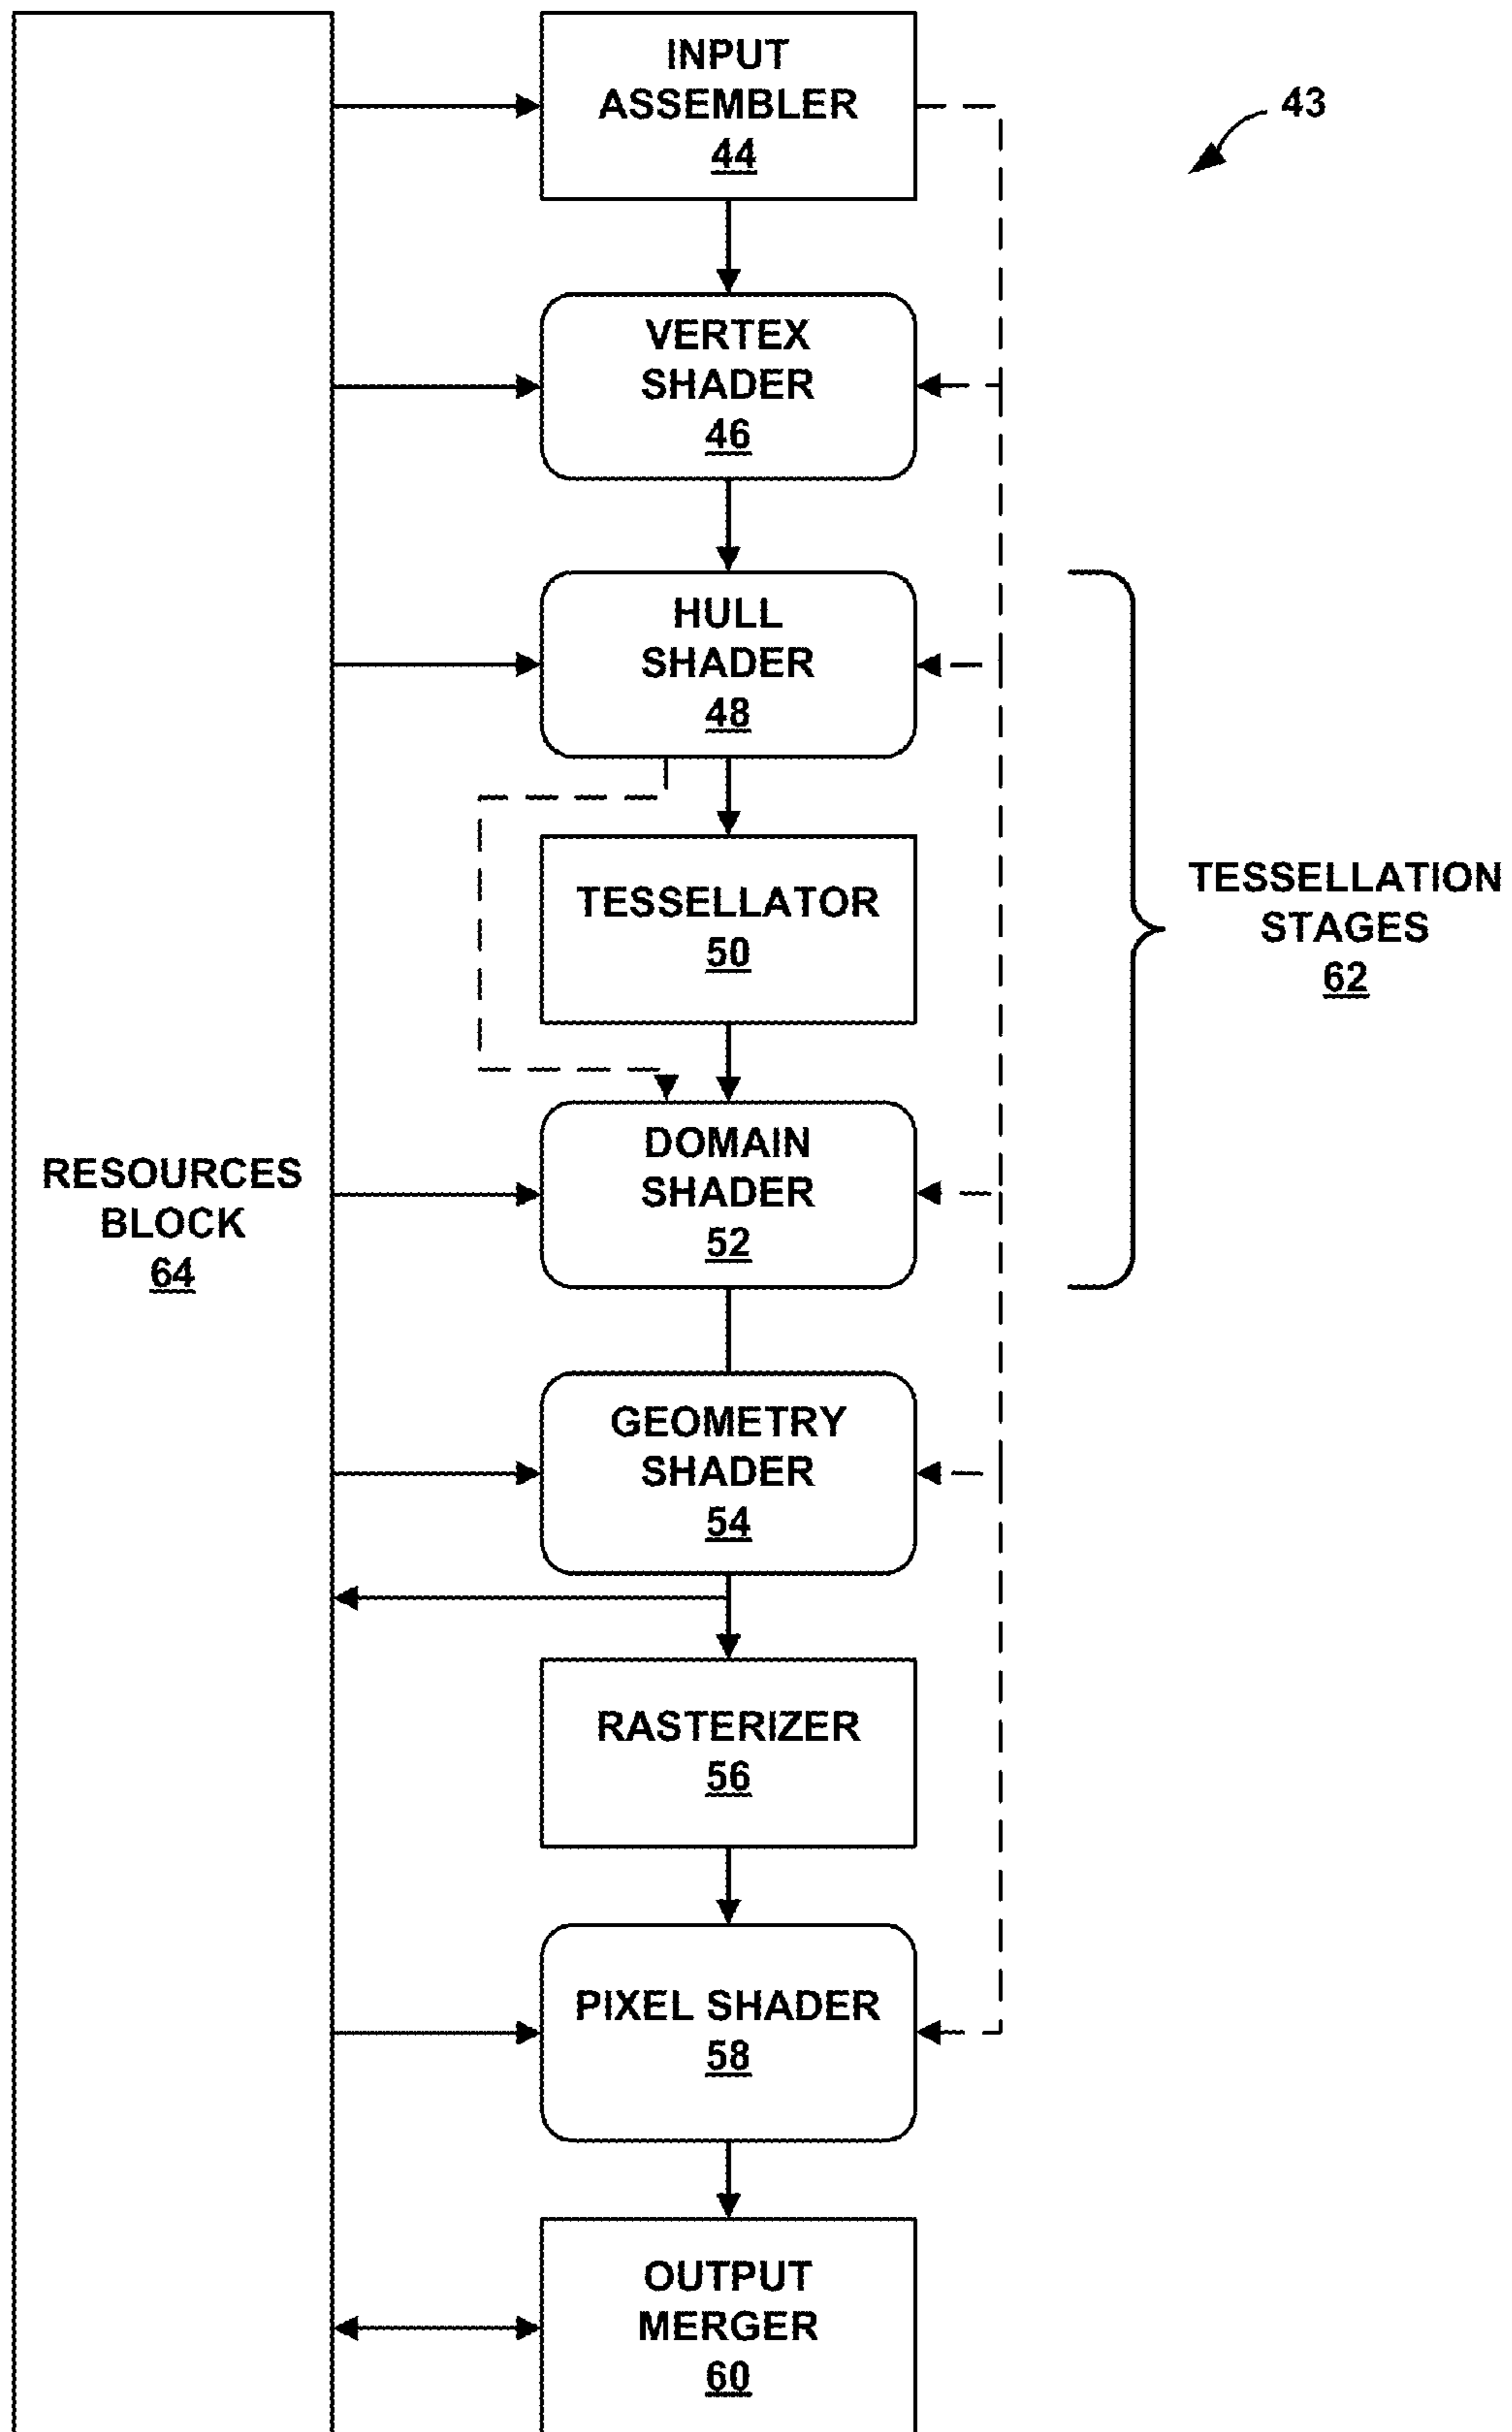 INPUT
ASSEMBLER
44
43
VERTEX
SHADER
46
HULL
SHADER
48
TESSELLATOR
50
TESSELLATION
STAGES
62
DOMAIN
SHADER
52
RESOURCES
BLOCK
64
GEOMETRY
SHADER
54
RASTERIZER
56
PIXEL SHADER
58
OUTPUT
MERGER
60